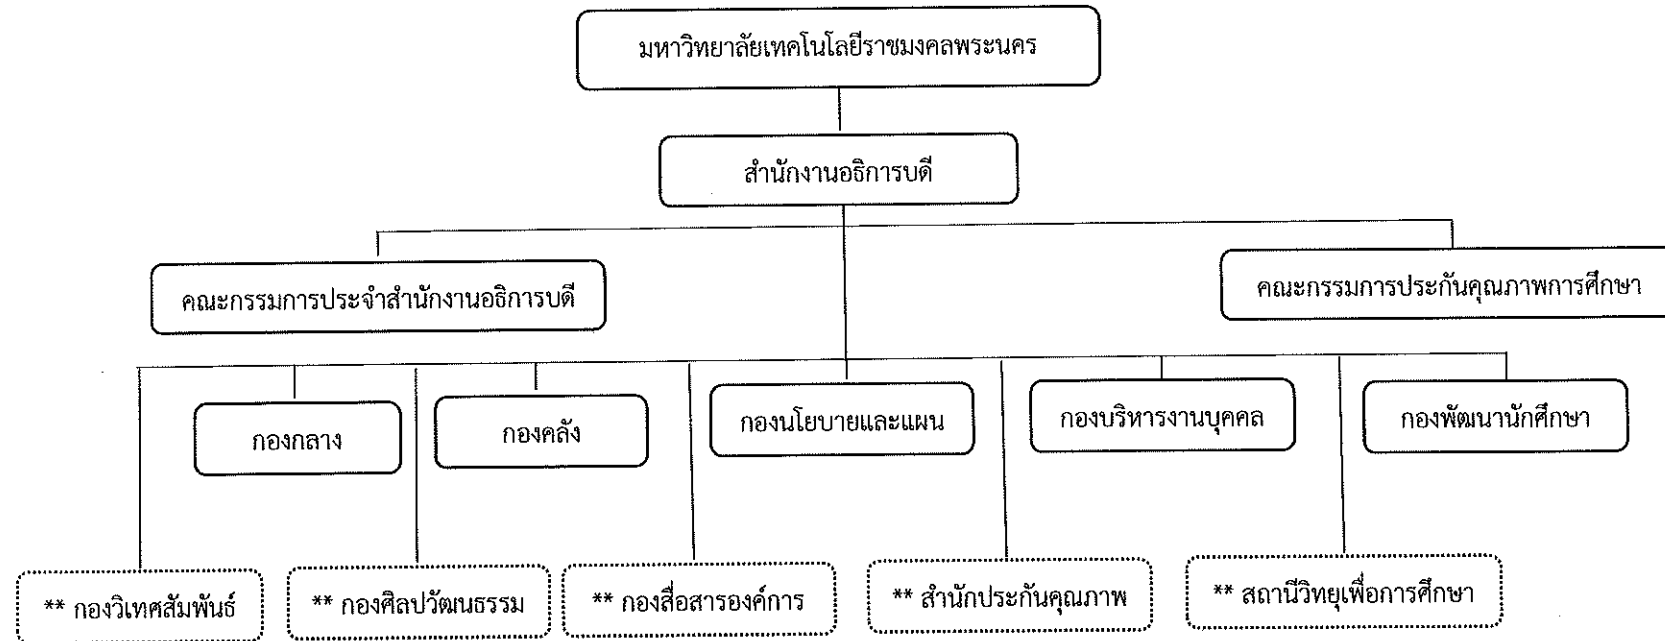 มหาวิทยาลัยเทคโนโลยีราชมงคลพระนคร
สำนักงานอธิการบดี
คณะกรรมการประจำสำนักงานอธิการบดี
คณะกรรมการประกันคุณภาพการศึกษา
กองกลาง
กองคลัง
กองนโยบายและแผน
กองบริหารงานบุคคล
กองพัฒนานักศึกษา
** กองวิเทศสัมพันธ์
** กองศิลปวัฒนธรรม
** กองสื่อสารองค์การ
** สำนักประกันคุณภาพ
** สถานีวิทยุเพื่อการศึกษา